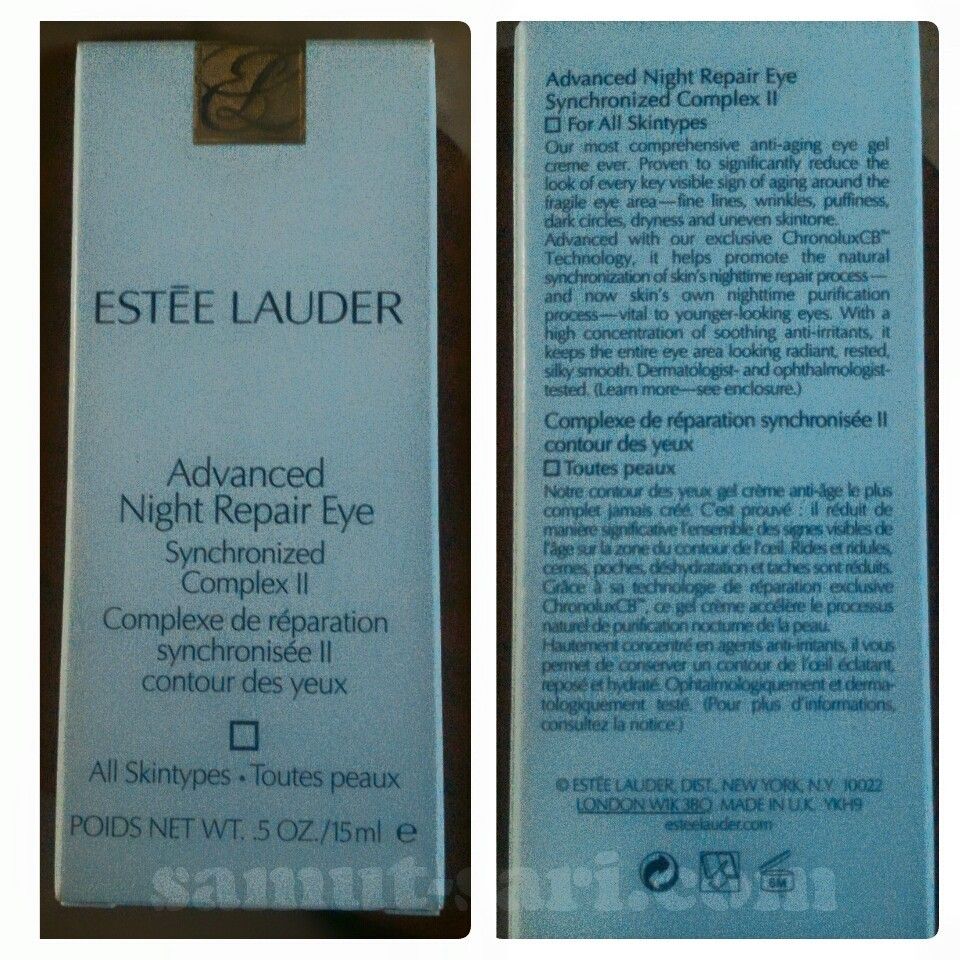 EL
ESTĒE LAUDER
Advanced
Night Repair Eye
Synchronized
Complex II
Complexe de réparation
synchronisée II
contour des yeux
All Skintypes • Toutes peaux
POIDS NET WT. .5 OZ./15ml e
Advanced Night Repair Eye
Synchronized Complex II
For All Skintypes
Our most comprehensive anti-aging eye gel
creme ever. Proven to significantly reduce the
look of every key visible sign of aging around the
fragile eye area—fine lines, wrinkles, puffiness,
dark circles, dryness and uneven skintone.
Advanced with our exclusive ChronoluxCB™
Technology, it helps promote the natural
synchronization of skin's nighttime repair process—
and now skin's own nighttime purification
process—vital to younger-looking eyes. With a
high concentration of soothing anti-irritants, it
keeps the entire eye area looking radiant, rested,
silky smooth. Dermatologist- and ophthalmologist-
tested. (Learn more—see enclosure.)
Complexe de réparation synchronisée II
contour des yeux
Toutes peaux
Notre contour des yeux gel crème anti-âge le plus
complet jamais créé. C'est prouvé : il réduit de
manière significative l'ensemble des signes visibles de
l'âge sur la zone du contour de l'œil. Rides et ridules,
cernes, poches, déshydratation et taches sont réduits.
Grâce à sa technologie de réparation exclusive
ChronoluxCB™, ce gel crème accélère le processus
naturel de purification nocturne de la peau.
Hautement concentré en agents anti-irritants, il vous
permet de conserver un contour de l'œil éclatant,
reposé et hydraté. Ophtalmologiquement et derma-
tologiquement testé. (Pour plus d'informations,
consultez la notice.)
© ESTĒE LAUDER, DIST., NEW YORK, N.Y. 10022
LONDON W1K 3BQ MADE IN U.K. YKH9
esteelauder.com
6M
samut-sari.com